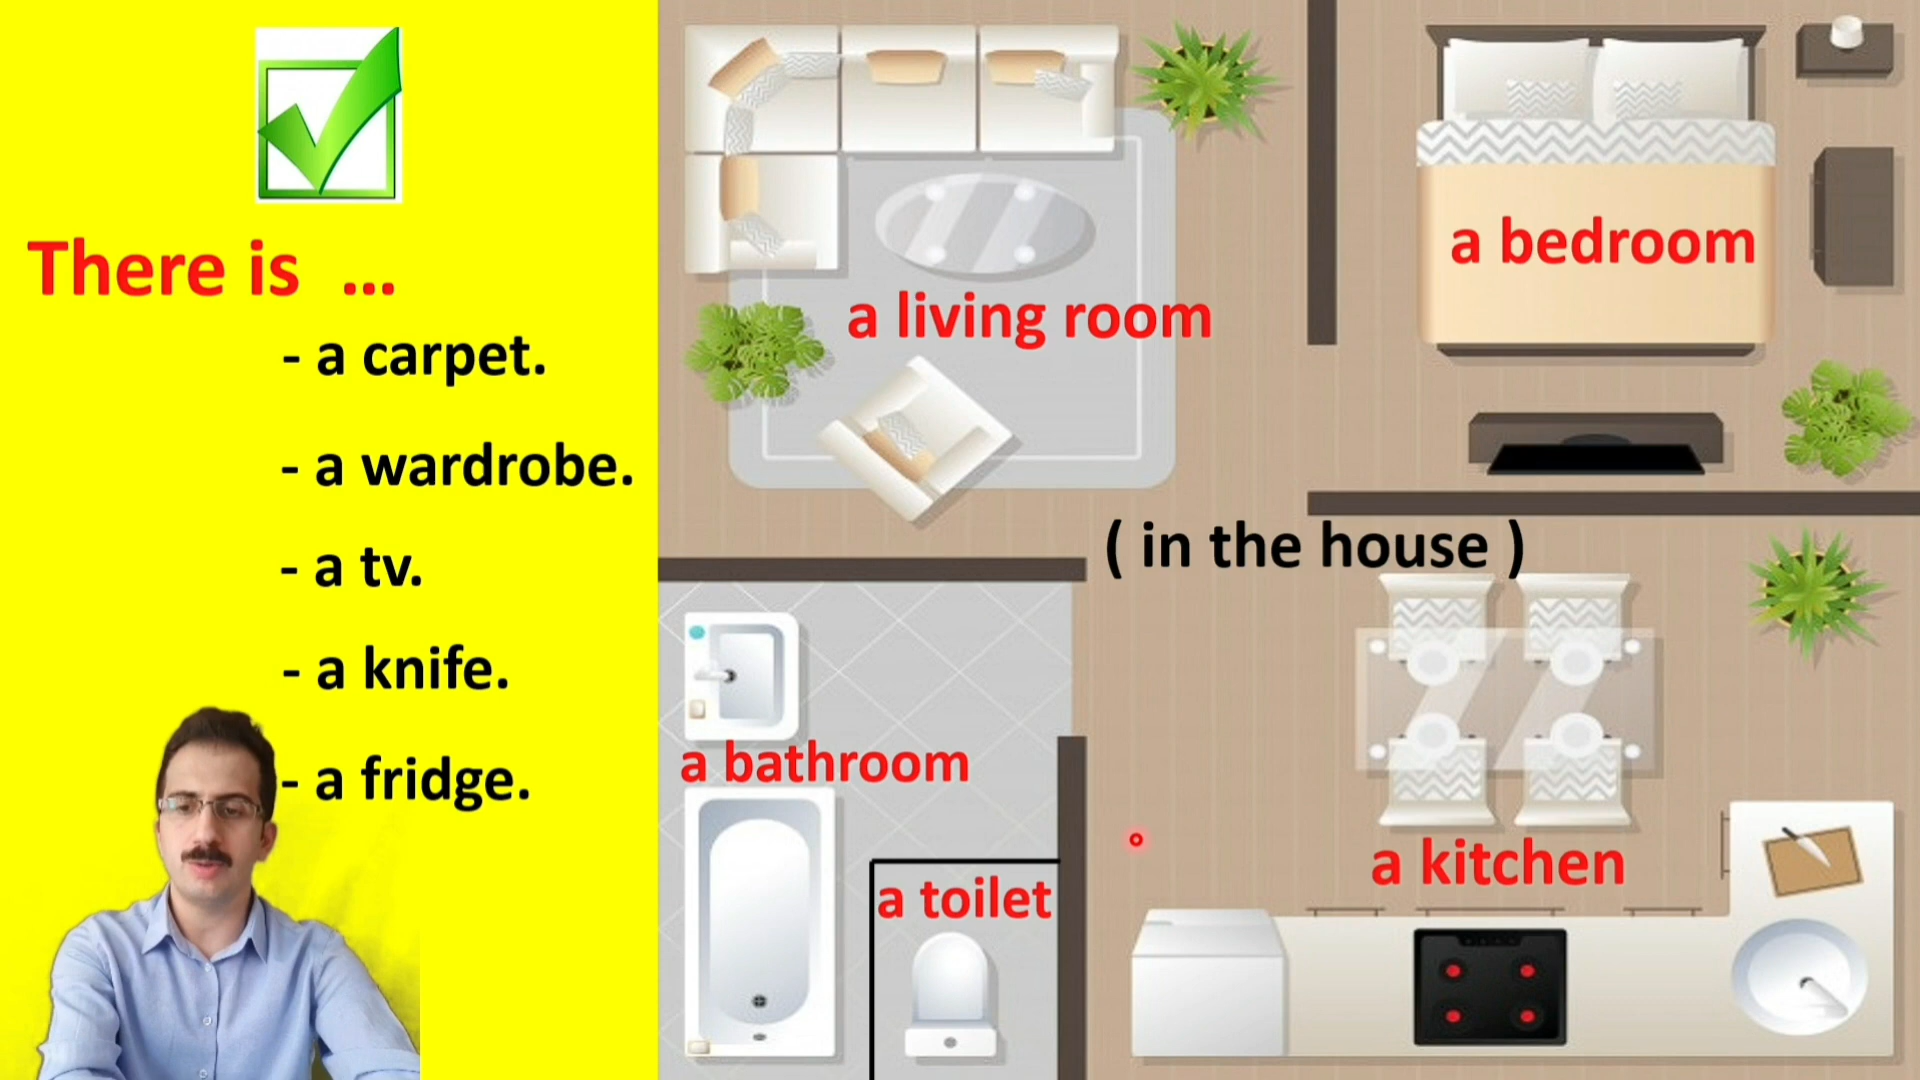 There is ...
- a carpet.
- a wardrobe.
- a tv.
- a knife.
- a fridge.
a living room
a bedroom
( in the house )
a bathroom
a toilet
a kitchen